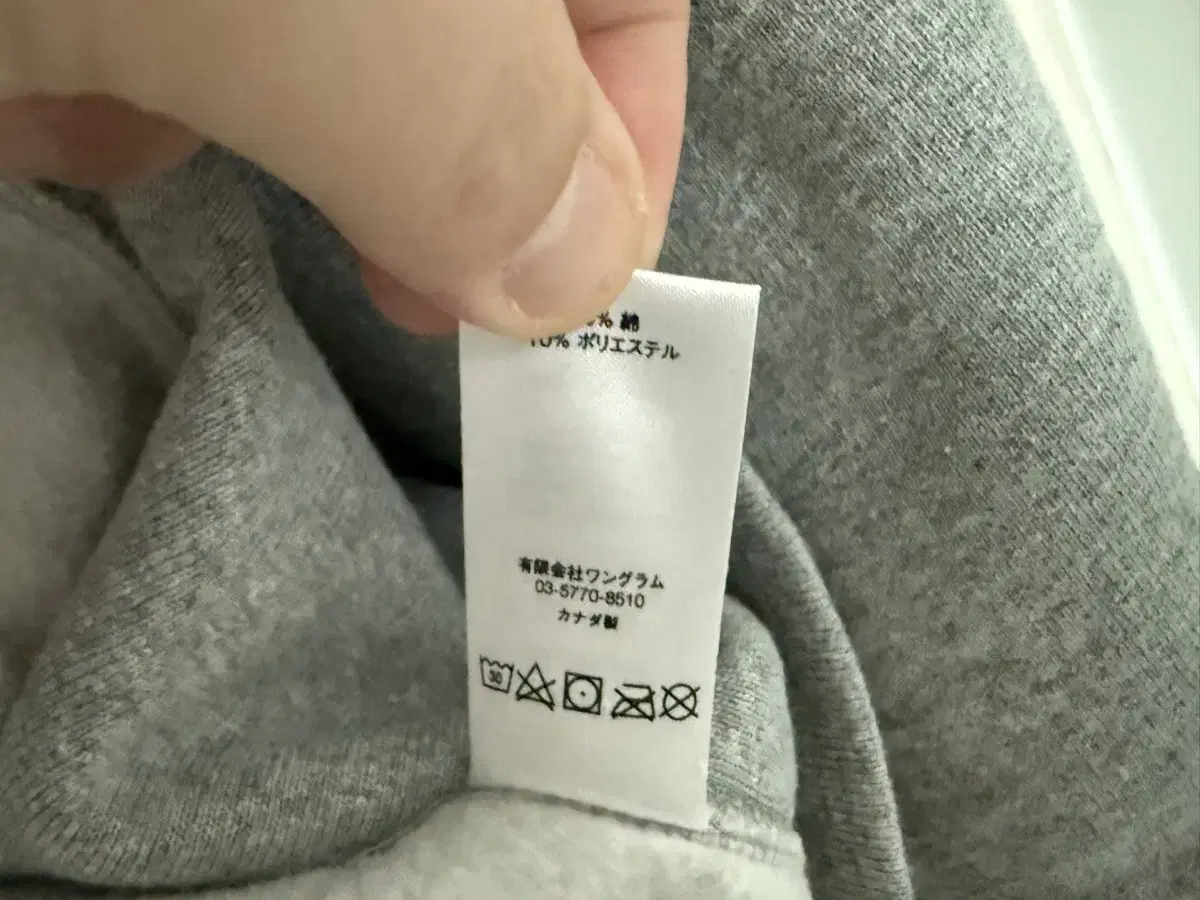 % 綿
10% ポリエステル
有限会社ワングラム
03-5770-8510
カナダ製
30